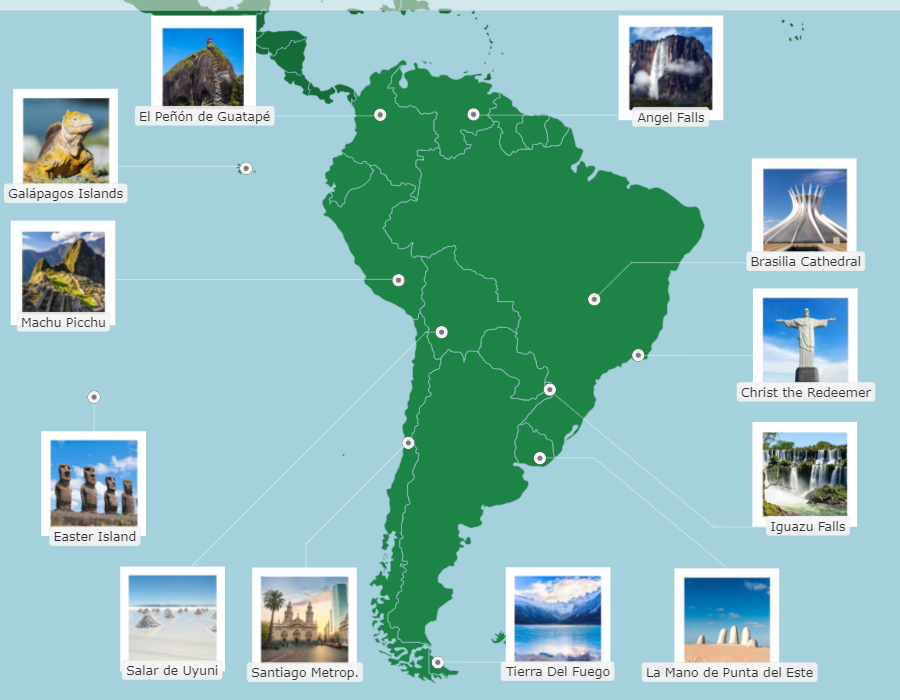 El Peñón de Guatapé
Angel Falls
Galápagos Islands
Brasilia Cathedral
Machu Picchu
Christ the Redeemer
Iguazu Falls
Easter Island
Salar de Uyuni
Santiago Metrop.
Tierra Del Fuego
La Mano de Punta del Este